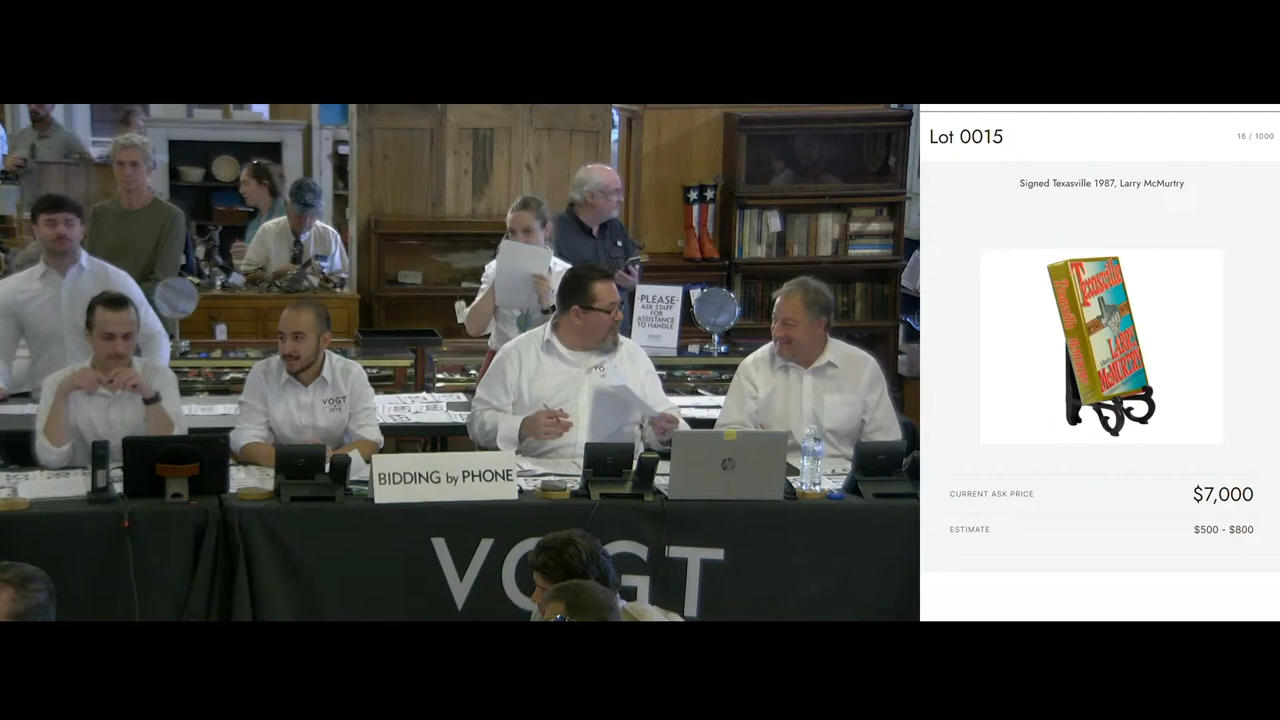 Lot 0015
16 / 1000
Signed Texasville 1987, Larry McMurtry
Texasville
LARRY
McMURTRY
CURRENT ASK PRICE
$7,000
ESTIMATE
$500 - $800
PLEASE
ASK STAFF
FOR
ASSISTANCE
TO HANDLE
VOGT
BIDDING by PHONE
hp
VOGT